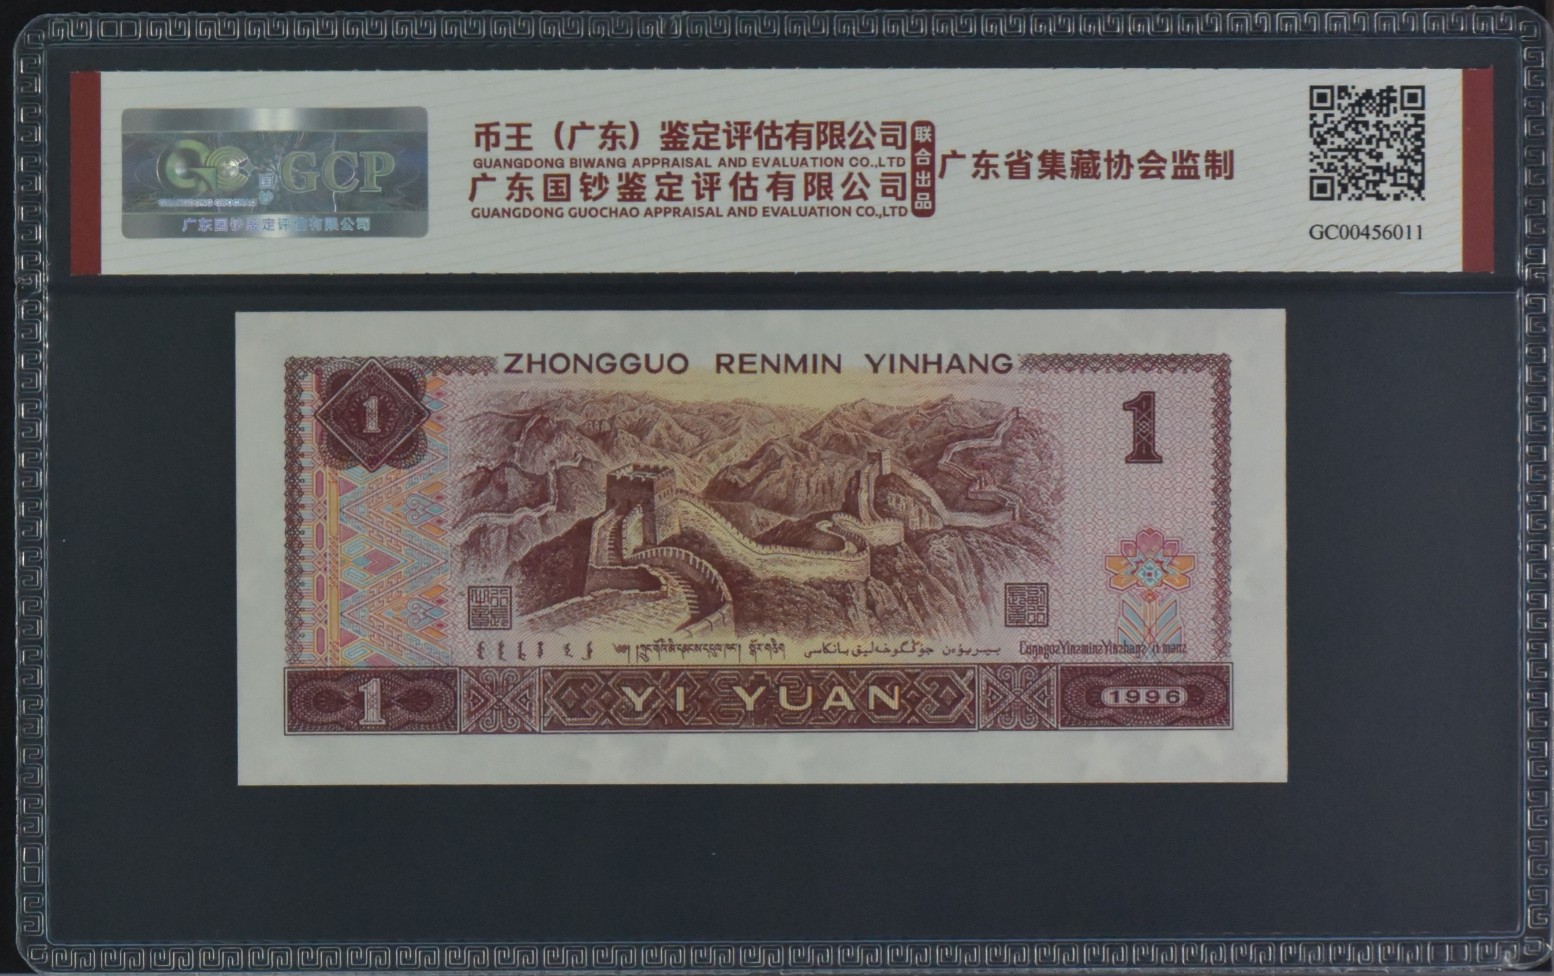 GCP
广东国钞鉴定评估有限公司
币王（广东）鉴定评估有限公司
GUANGDONG BIWANG APPRAISAL AND EVALUATION CO.,LTD
广东国钞鉴定评估有限公司
GUANGDONG GUOCHAO APPRAISAL AND EVALUATION CO.,LTD
联合出品
广东省集藏协会监制
GC00456011
ZHONGGUO RENMIN YINHANG
1
1
1
YI YUAN
1996